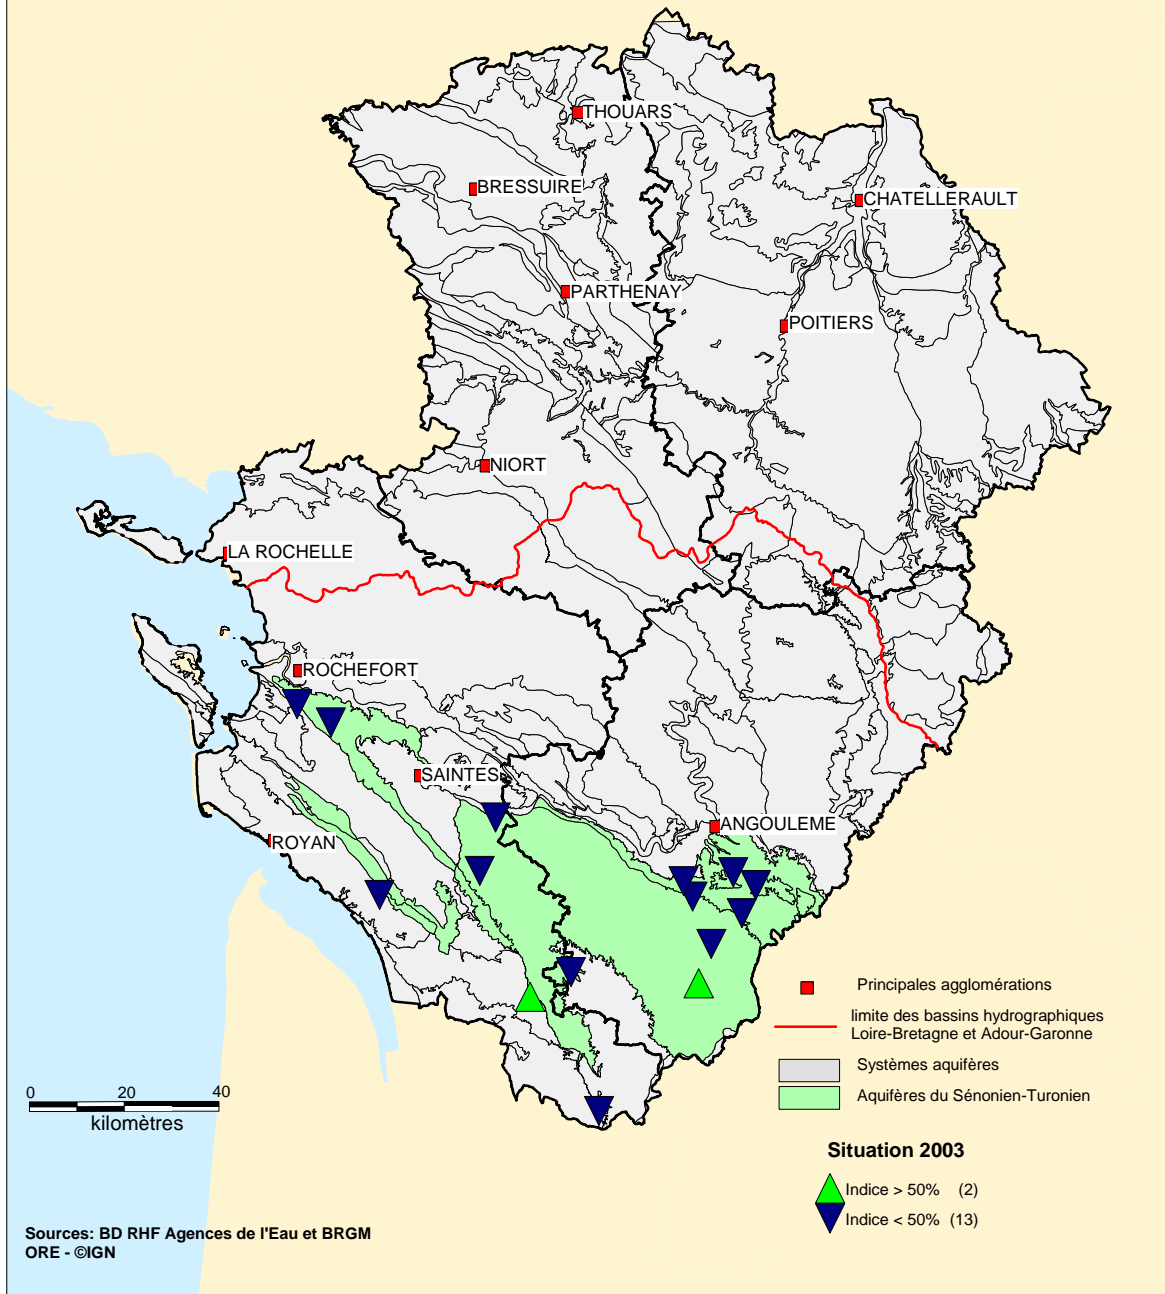 THOUARS
BRESSUIRE
CHATELLERAULT
PARTHENAY
POITIERS
NIORT
LA ROCHELLE
ROCHEFORT
SAINTES
ANGOULEME
ROYAN
Principales agglomérations
limite des bassins hydrographiques
Loire-Bretagne et Adour-Garonne
Systèmes aquifères
Aquifères du Sénonien-Turonien
0 20 40
kilomètres
Situation 2003
Indice > 50% (2)
Indice < 50% (13)
Sources: BD RHF Agences de l'Eau et BRGM
ORE - ©IGN